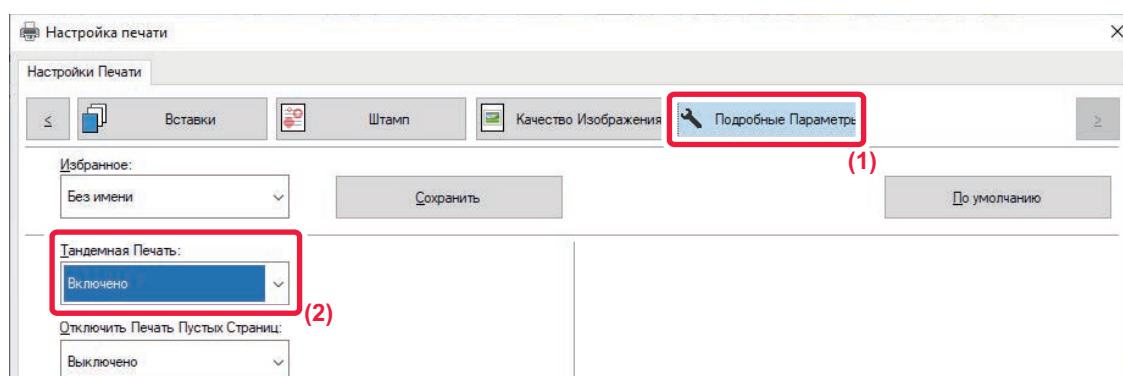 Настройка печати
Настройки Печати
< Вставки Штамп Качество Изображения Подробные Параметры >
(1)
Избранное:
Без имени Сохранить По умолчанию
Тандемная Печать:
Включено
(2)
Отключить Печать Пустых Страниц:
Выключено